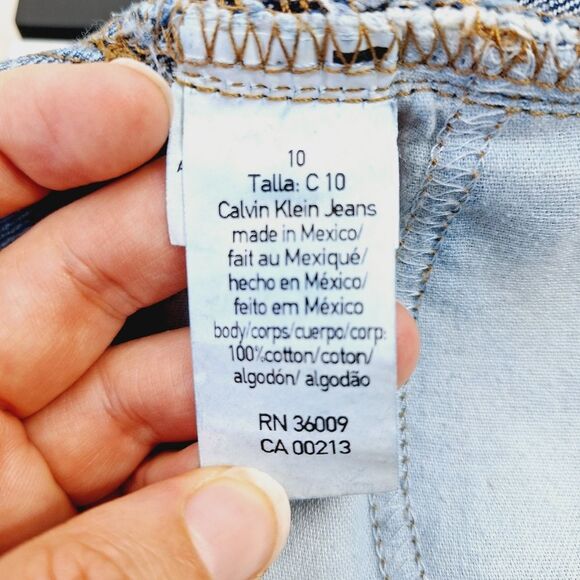 10
Talla: C 10
Calvin Klein Jeans
made in Mexico/
fait au Mexiqué/
hecho en México/
feito em México/
body/corps/cuerpo/corp:
100%cotton/coton/
algodón/ algodão
RN 36009
CA 00213